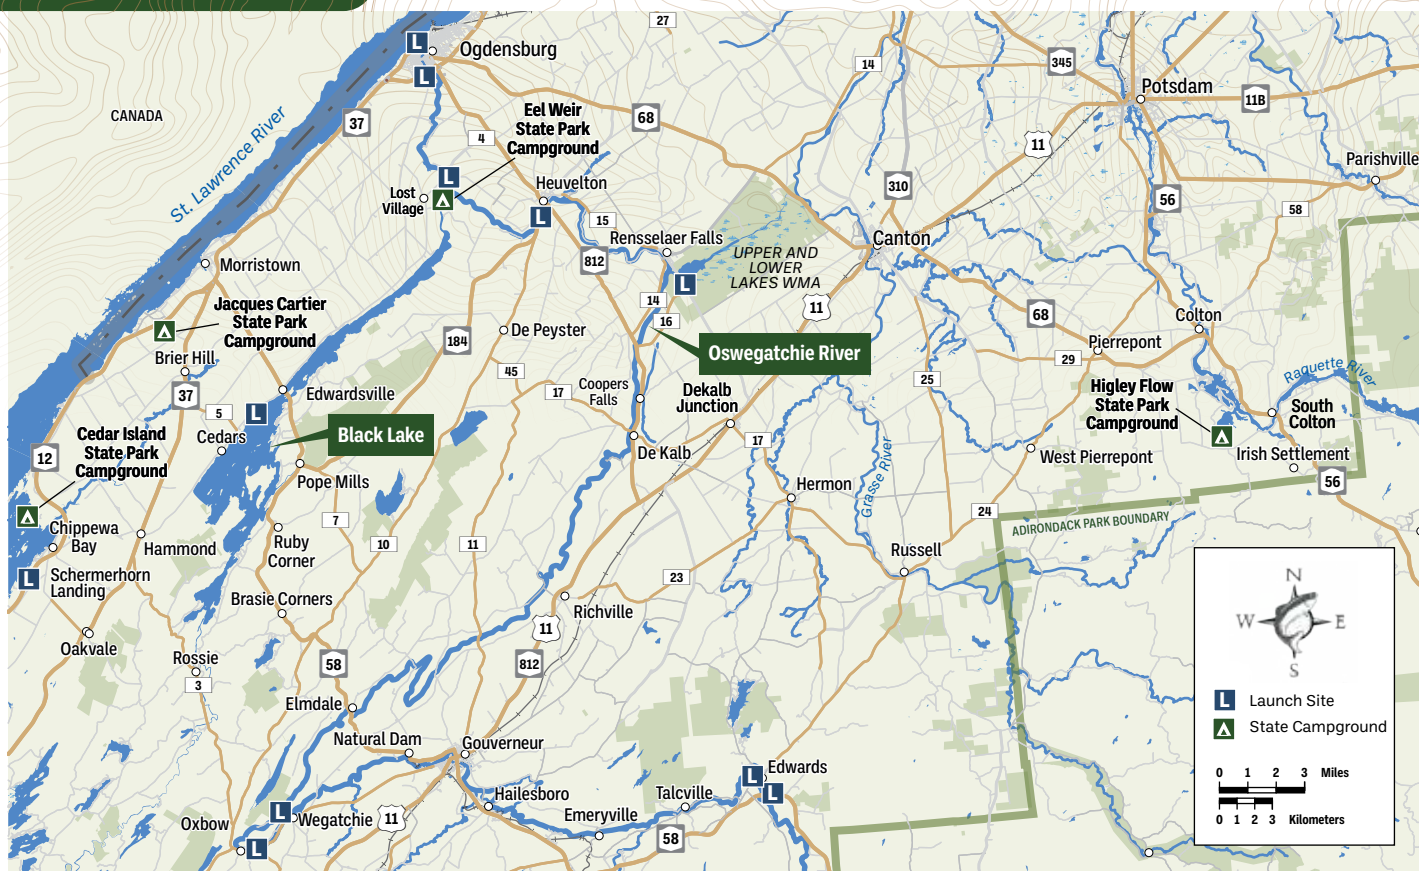 27
Ogdensburg
14
345
Potsdam
11B
CANADA
37
Eel Weir
State Park
Campground
68
4
11
Parishville
St. Lawrence River
Lost
Village
Heuvelton
310
56
58
15
Rensselaer Falls
812
Canton
UPPER AND
LOWER
LAKES WMA
Morristown
14
16
11
68
Colton
Jacques Cartier
State Park
Campground
De Peyster
184
Oswegatchie River
Pierrepont
29
Brier Hill
37
45
17
Coopers
Falls
Dekalb
Junction
25
Higley Flow
State Park
Campground
Raquette River
South
Colton
Edwardsville
5
Cedars
Black Lake
Cedar Island
State Park
Campground
12
De Kalb
17
West Pierrepont
Irish Settlement
56
Pope Mills
Hermon
Grasse River
24
ADIRONDACK PARK BOUNDARY
Chippewa
Bay
Hammond
7
Ruby
Corner
10
11
Russell
Schermerhorn
Landing
Brasie Corners
23
Richville
11
Oakvale
Rossie
3
58
812
Elmdale
Natural Dam
Gouverneur
Edwards
Hailesboro
Talcville
Emeryville
58
Oxbow
Wegatchie
11
N
W
E
S
L
Launch Site
State Campground
0 1 2 3 Miles
0 1 2 3 Kilometers
L
L
L
L
L
L
L
L
L
L
L